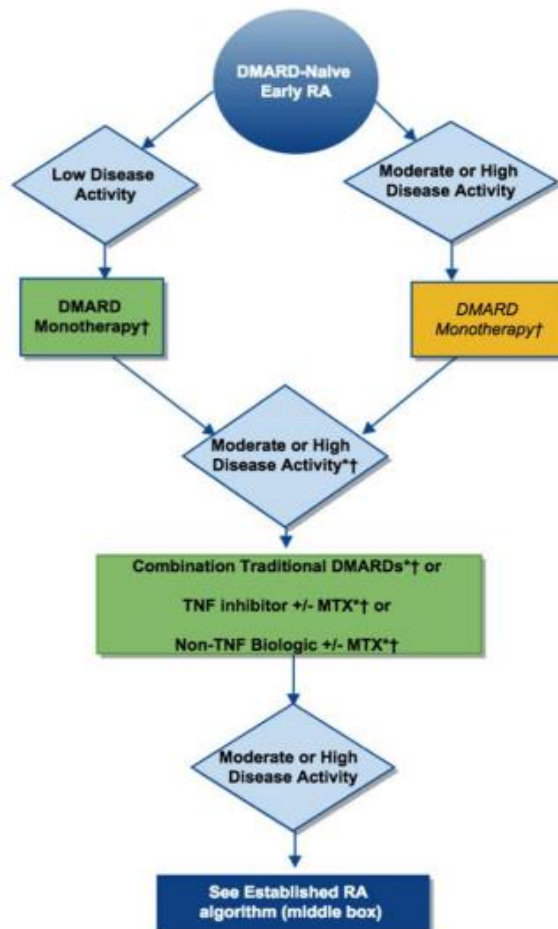 DMARD-Naive
Early RA
Low Disease
Activity
Moderate or High
Disease Activity
DMARD
Monotherapy†
DMARD
Monotherapy†
Moderate or High
Disease Activity*†
Combination Traditional DMARDs*† or
TNF inhibitor +/- MTX*† or
Non-TNF Biologic +/- MTX*†
Moderate or High
Disease Activity
See Established RA
algorithm (middle box)